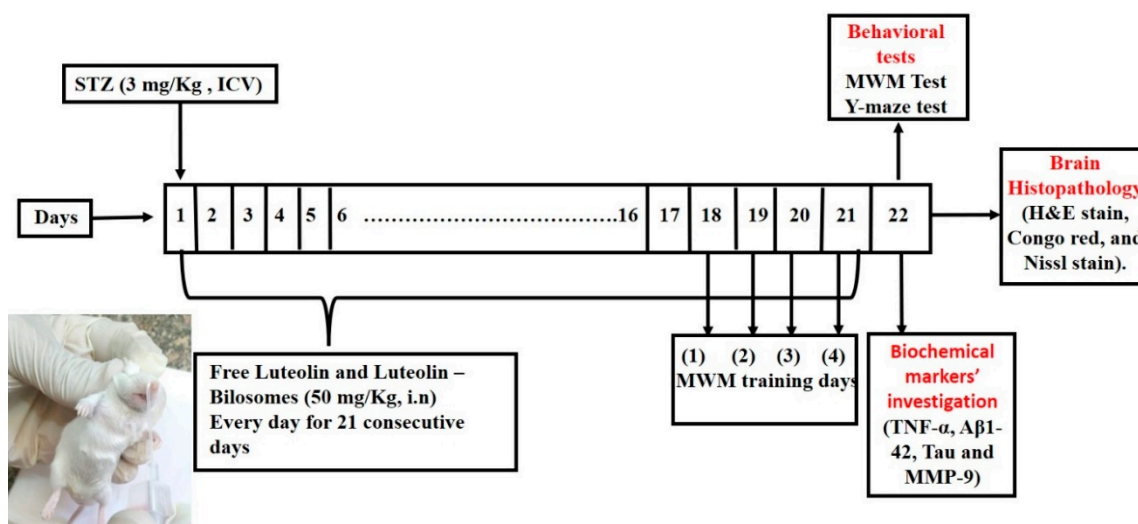 Behavioral
tests
MWM Test
Y-maze test
STZ (3 mg/Kg , ICV)
Brain
Histopathology
(H&E stain,
Congo red, and
Nissl stain).
Days
1 2 3 4 5 6 .......................................16 17 18 19 20 21 22
(1) (2) (3) (4)
MWM training days
Free Luteolin and Luteolin –
Bilosomes (50 mg/Kg, i.n)
Every day for 21 consecutive
days
Biochemical
markers’
investigation
(TNF-α, Aβ1-
42, Tau and
MMP-9)